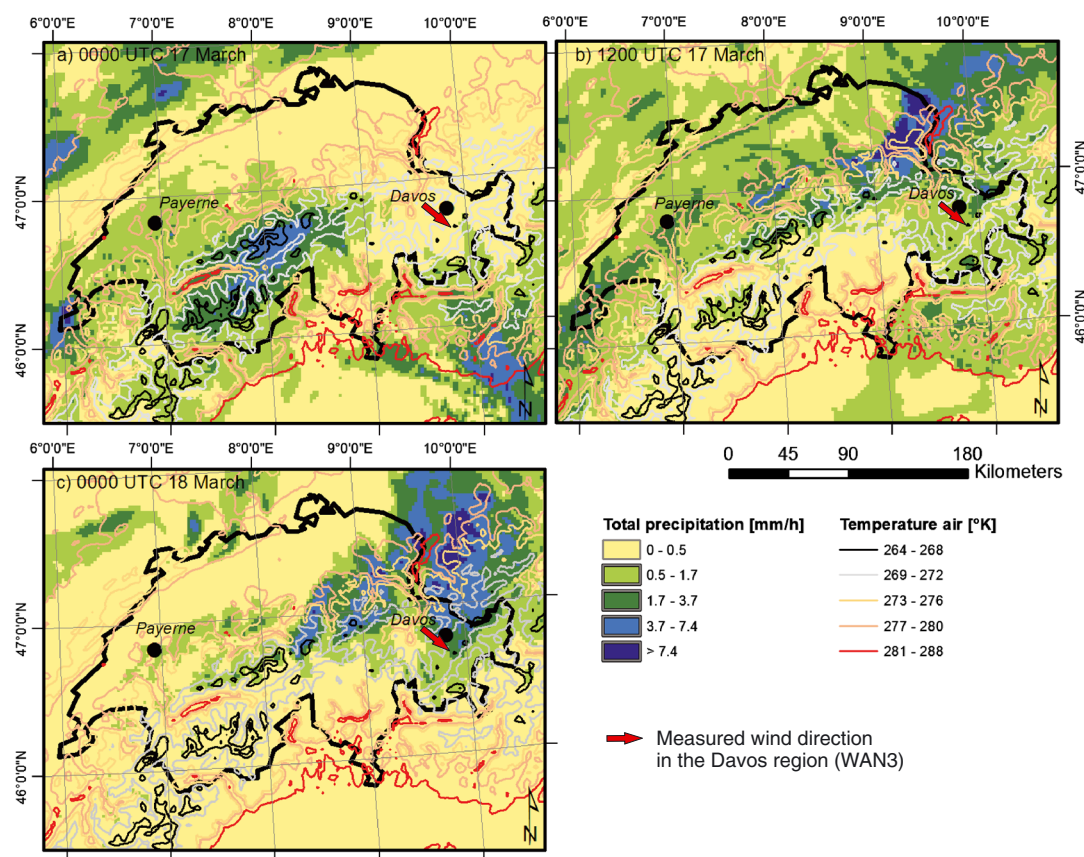 6°0'0"E 7°0'0"E 8°0'0"E 9°0'0"E 10°0'0"E
a) 0000 UTC 17 March
47°0'0"N
46°0'0"N
Payerne
Davos
N
6°0'0"E 7°0'0"E 8°0'0"E 9°0'0"E 10°0'0"E
b) 1200 UTC 17 March
47°0'0"N
46°0'0"N
Payerne
Davos
N
6°0'0"E 7°0'0"E 8°0'0"E 9°0'0"E 10°0'0"E
c) 0000 UTC 18 March
47°0'0"N
46°0'0"N
Payerne
Davos
N
0 45 90 180
Kilometers
Total precipitation [mm/h]
0 - 0.5
0.5 - 1.7
1.7 - 3.7
3.7 - 7.4
> 7.4
Temperature air [°K]
264 - 268
269 - 272
273 - 276
277 - 280
281 - 288
Measured wind direction
in the Davos region (WAN3)